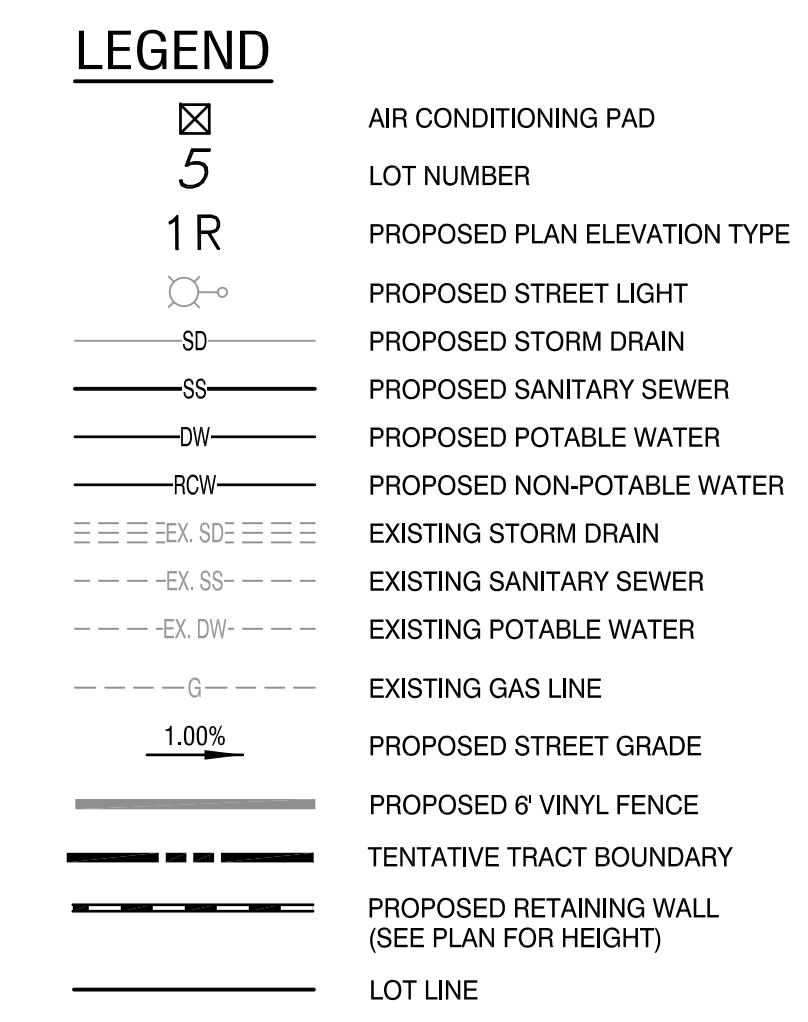 LEGEND
AIR CONDITIONING PAD
5 LOT NUMBER
1 R PROPOSED PLAN ELEVATION TYPE
PROPOSED STREET LIGHT
SD PROPOSED STORM DRAIN
SS PROPOSED SANITARY SEWER
DW PROPOSED POTABLE WATER
RCW PROPOSED NON-POTABLE WATER
EX. SD EXISTING STORM DRAIN
EX. SS EXISTING SANITARY SEWER
EX. DW EXISTING POTABLE WATER
G EXISTING GAS LINE
1.00% PROPOSED STREET GRADE
PROPOSED 6' VINYL FENCE
TENTATIVE TRACT BOUNDARY
PROPOSED RETAINING WALL
(SEE PLAN FOR HEIGHT)
LOT LINE